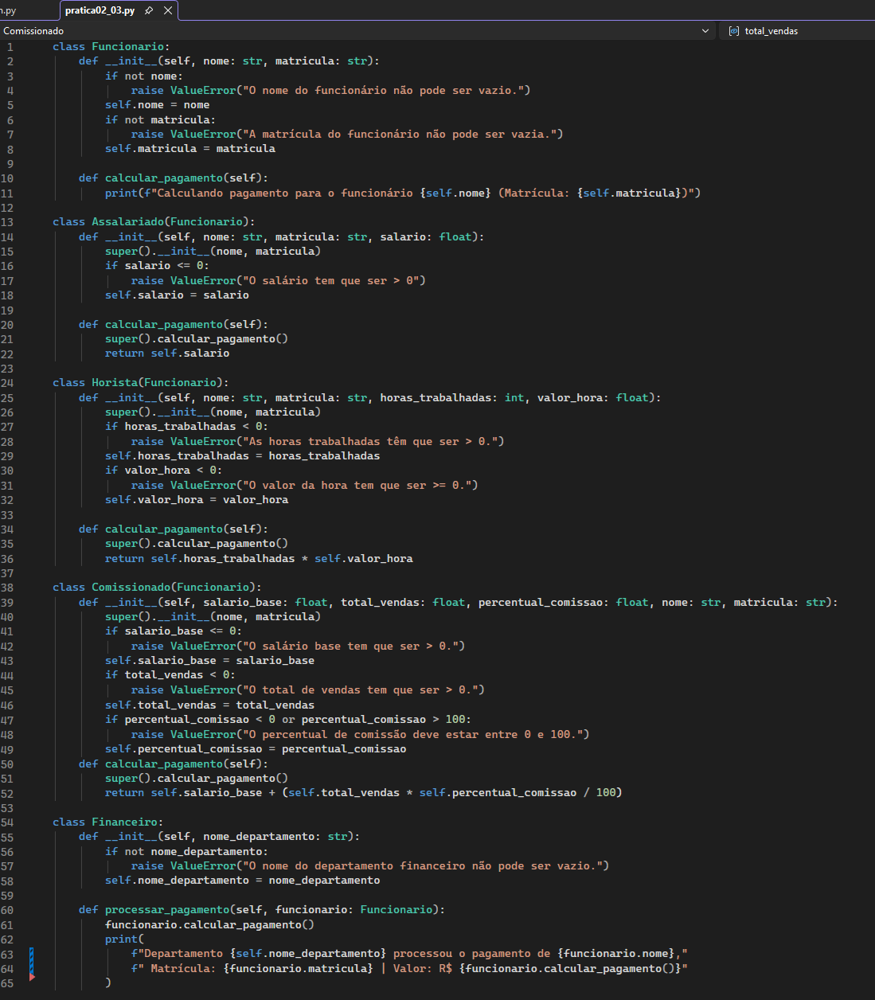 n.py pratica02_03.py
Comissionado total_vendas
1 class Funcionario:
2 def __init__(self, nome: str, matricula: str):
3 if not nome:
4 raise ValueError("O nome do funcionário não pode ser vazio.")
5 self.nome = nome
6 if not matricula:
7 raise ValueError("A matrícula do funcionário não pode ser vazia.")
8 self.matricula = matricula
9
10 def calcular_pagamento(self):
11 print(f"Calculando pagamento para o funcionário {self.nome} (Matrícula: {self.matricula})")
12
13 class Assalariado(Funcionario):
14 def __init__(self, nome: str, matricula: str, salario: float):
15 super().__init__(nome, matricula)
16 if salario <= 0:
17 raise ValueError("O salário tem que ser > 0")
18 self.salario = salario
19
20 def calcular_pagamento(self):
21 super().calcular_pagamento()
22 return self.salario
23
24 class Horista(Funcionario):
25 def __init__(self, nome: str, matricula: str, horas_trabalhadas: int, valor_hora: float):
26 super().__init__(nome, matricula)
27 if horas_trabalhadas < 0:
28 raise ValueError("As horas trabalhadas têm que ser > 0.")
29 self.horas_trabalhadas = horas_trabalhadas
30 if valor_hora < 0:
31 raise ValueError("O valor da hora tem que ser >= 0.")
32 self.valor_hora = valor_hora
33
34 def calcular_pagamento(self):
35 super().calcular_pagamento()
36 return self.horas_trabalhadas * self.valor_hora
37
38 class Comissionado(Funcionario):
39 def __init__(self, salario_base: float, total_vendas: float, percentual_comissao: float, nome: str, matricula: str):
40 super().__init__(nome, matricula)
41 if salario_base <= 0:
42 raise ValueError("O salário base tem que ser > 0.")
43 self.salario_base = salario_base
44 if total_vendas < 0:
45 raise ValueError("O total de vendas tem que ser > 0.")
46 self.total_vendas = total_vendas
47 if percentual_comissao < 0 or percentual_comissao > 100:
48 raise ValueError("O percentual de comissão deve estar entre 0 e 100.")
49 self.percentual_comissao = percentual_comissao
50 def calcular_pagamento(self):
51 super().calcular_pagamento()
52 return self.salario_base + (self.total_vendas * self.percentual_comissao / 100)
53
54 class Financeiro:
55 def __init__(self, nome_departamento: str):
56 if not nome_departamento:
57 raise ValueError("O nome do departamento financeiro não pode ser vazio.")
58 self.nome_departamento = nome_departamento
59
60 def processar_pagamento(self, funcionario: Funcionario):
61 funcionario.calcular_pagamento()
62 print(
63 f"Departamento {self.nome_departamento} processou o pagamento de {funcionario.nome},"
64 f" Matrícula: {funcionario.matricula} | Valor: R$ {funcionario.calcular_pagamento()}"
65 )